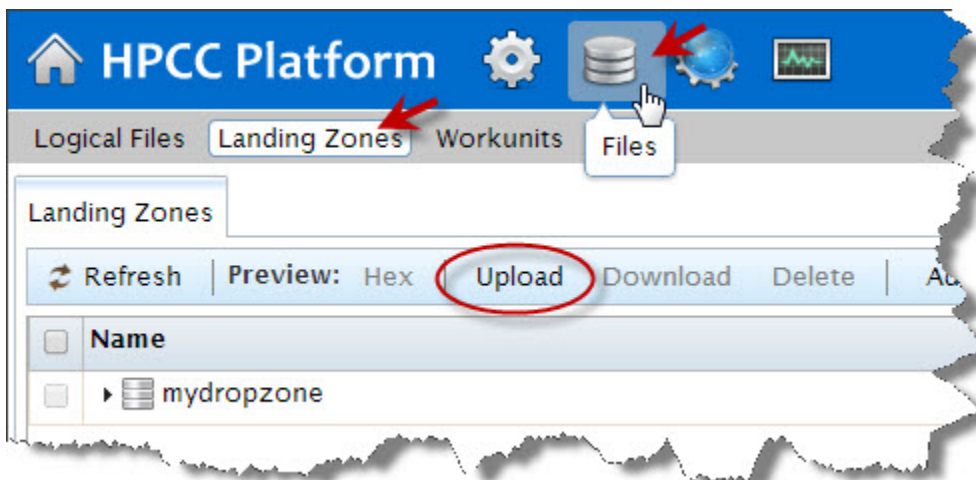 HPCC Platform
Logical Files Landing Zones Workunits Files
Landing Zones
Refresh Preview: Hex Upload Download Delete
Name
mydropzone